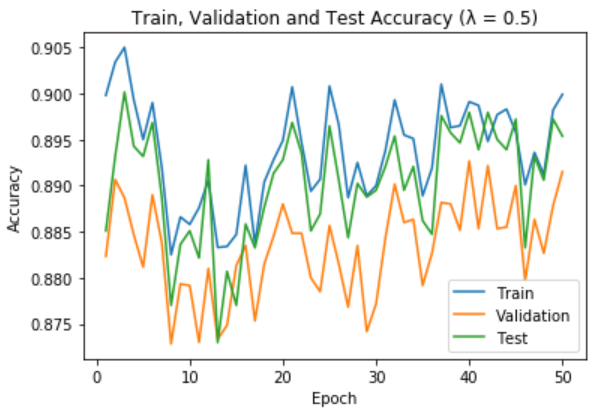 Train, Validation and Test Accuracy (λ = 0.5)
0.905
0.900
0.895
0.890
0.885
0.880
0.875
Accuracy
0 10 20 30 40 50
Epoch
Train
Validation
Test